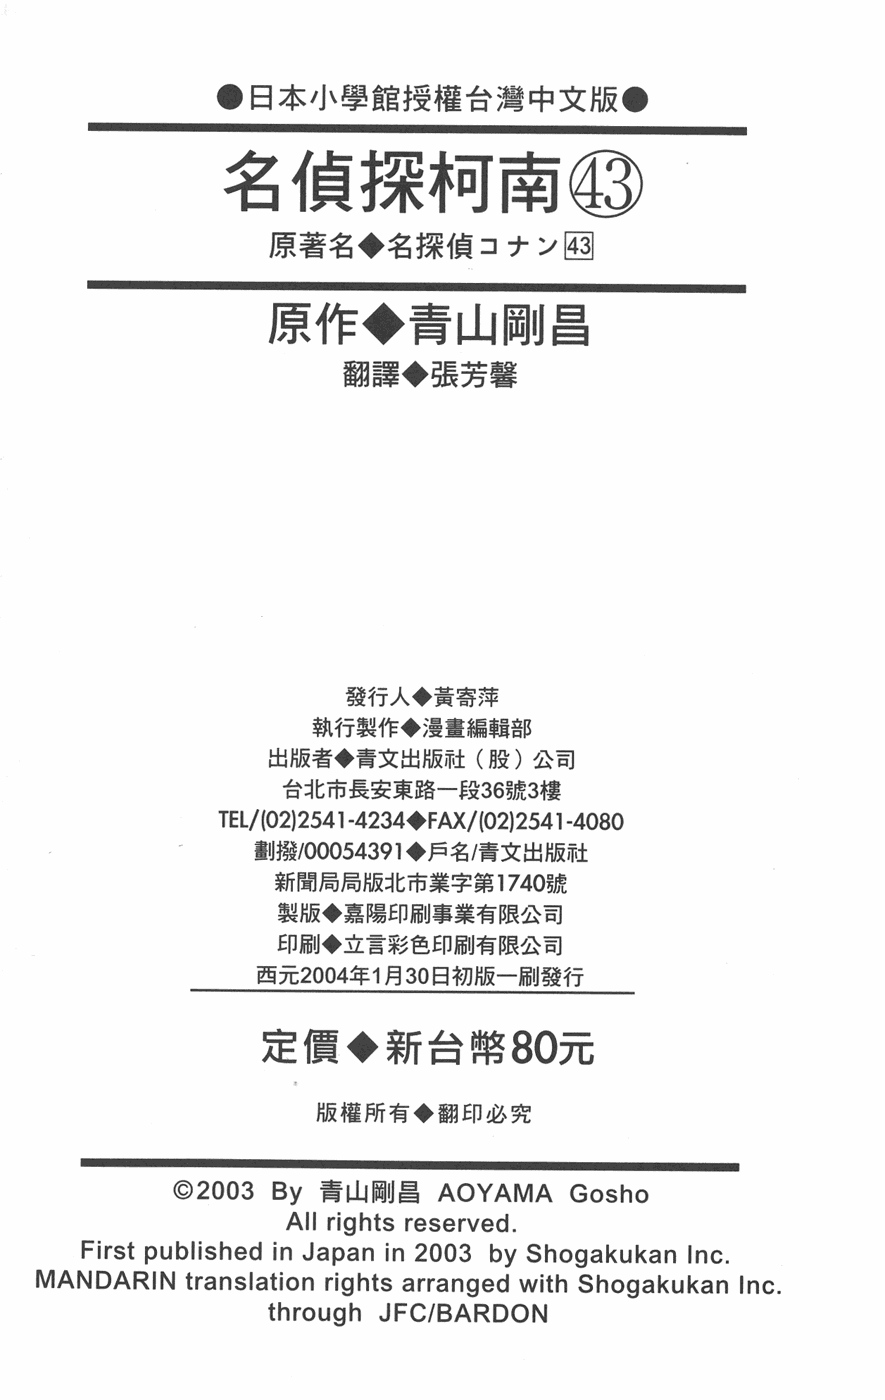 ●日本小學館授權台灣中文版●
名偵探柯南㊸
原著名◆名探偵コナン43
原作◆青山剛昌
翻譯◆張芳馨
發行人◆黃寄萍
執行製作◆漫畫編輯部
出版者◆青文出版社（股）公司
台北市長安東路一段36號3樓
TEL/(02)2541-4234◆FAX/(02)2541-4080
劃撥/00054391◆戶名/青文出版社
新聞局局版北市業字第1740號
製版◆嘉陽印刷事業有限公司
印刷◆立言彩色印刷有限公司
西元2004年1月30日初版一刷發行
定價◆新台幣80元
版權所有◆翻印必究
©2003 By 青山剛昌 AOYAMA Gosho
All rights reserved.
First published in Japan in 2003 by Shogakukan Inc.
MANDARIN translation rights arranged with Shogakukan Inc.
through JFC/BARDON